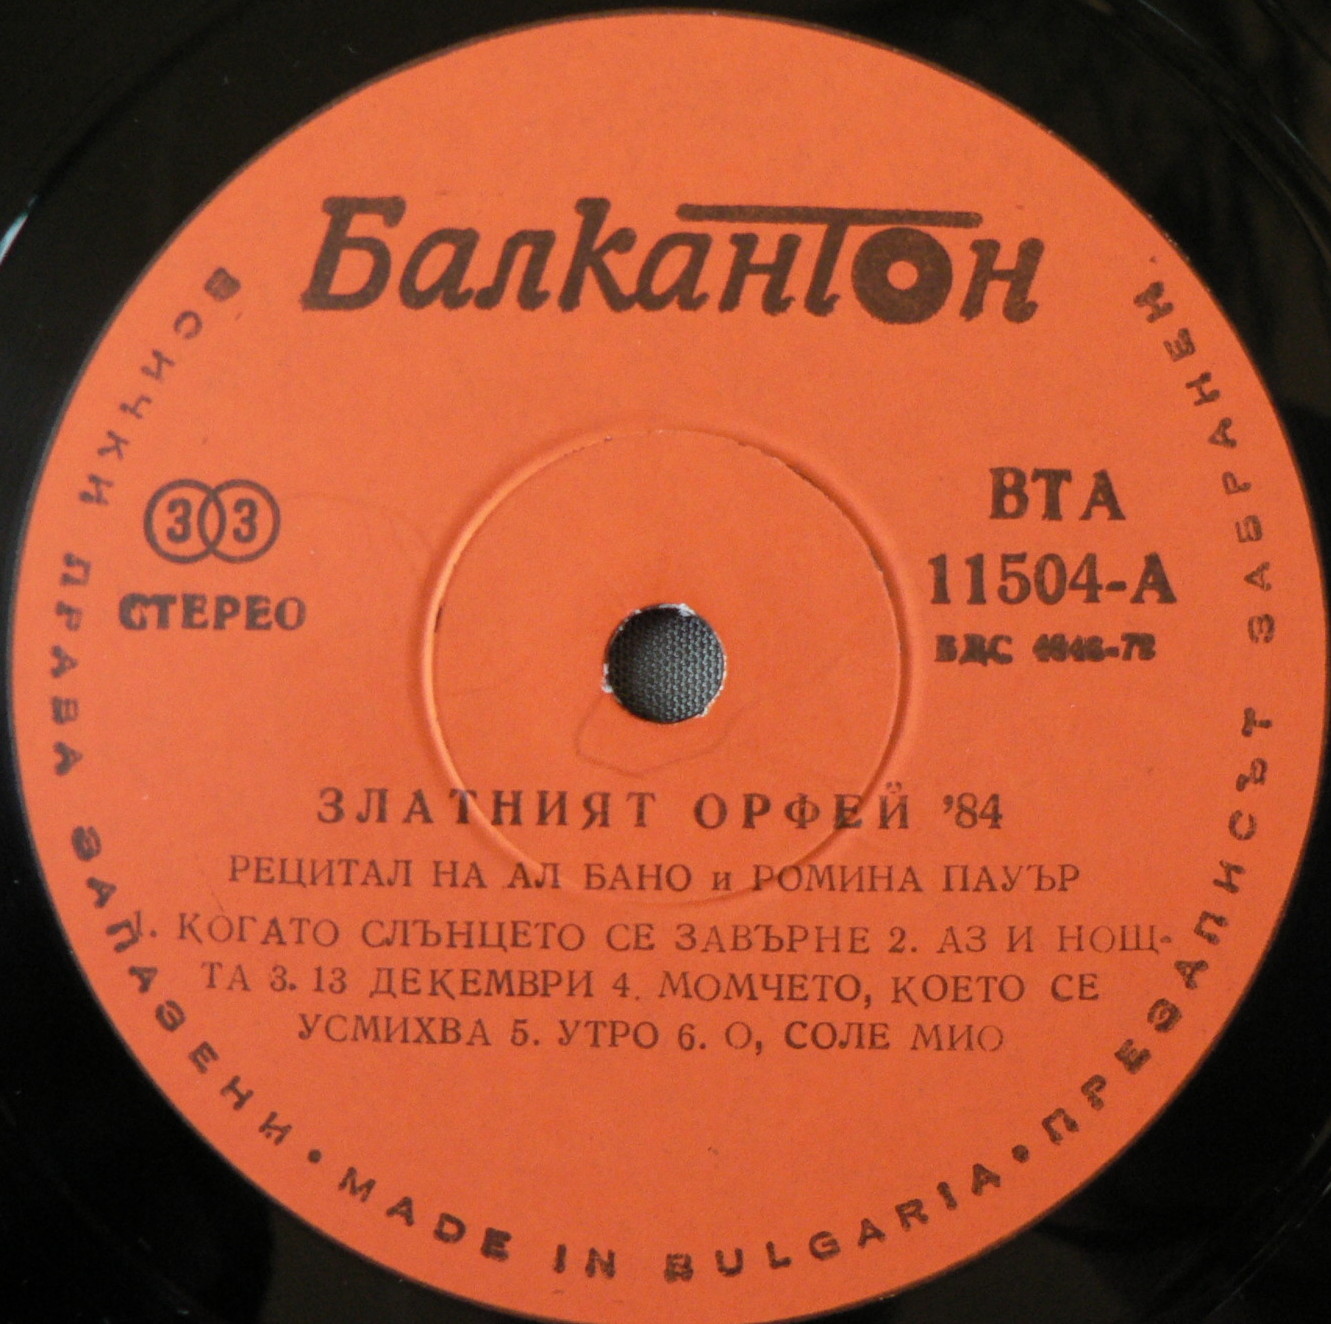 Балкантон
33
СТЕРЕО
ВТА
11504-А
БДС
ЗЛАТНИЯТ ОРФЕЙ '84
РЕЦИТАЛ НА АЛ БАНО и РОМИНА ПАУЪР
1. КОГАТО СЛЪНЦЕТО СЕ ЗАВЪРНЕ 2. АЗ И НОЩ-
ТА 3. 13 ДЕКЕМВРИ 4. МОМЧЕТО, КОЕТО СЕ
УСМИХВА 5. УТРО 6. О, СОЛЕ МИО
ВСИЧКИ ПРАВА ЗАПАЗЕНИ • MADE IN BULGARIA • ПРЕЗАПИСЪТ ЗАБРАНЕН